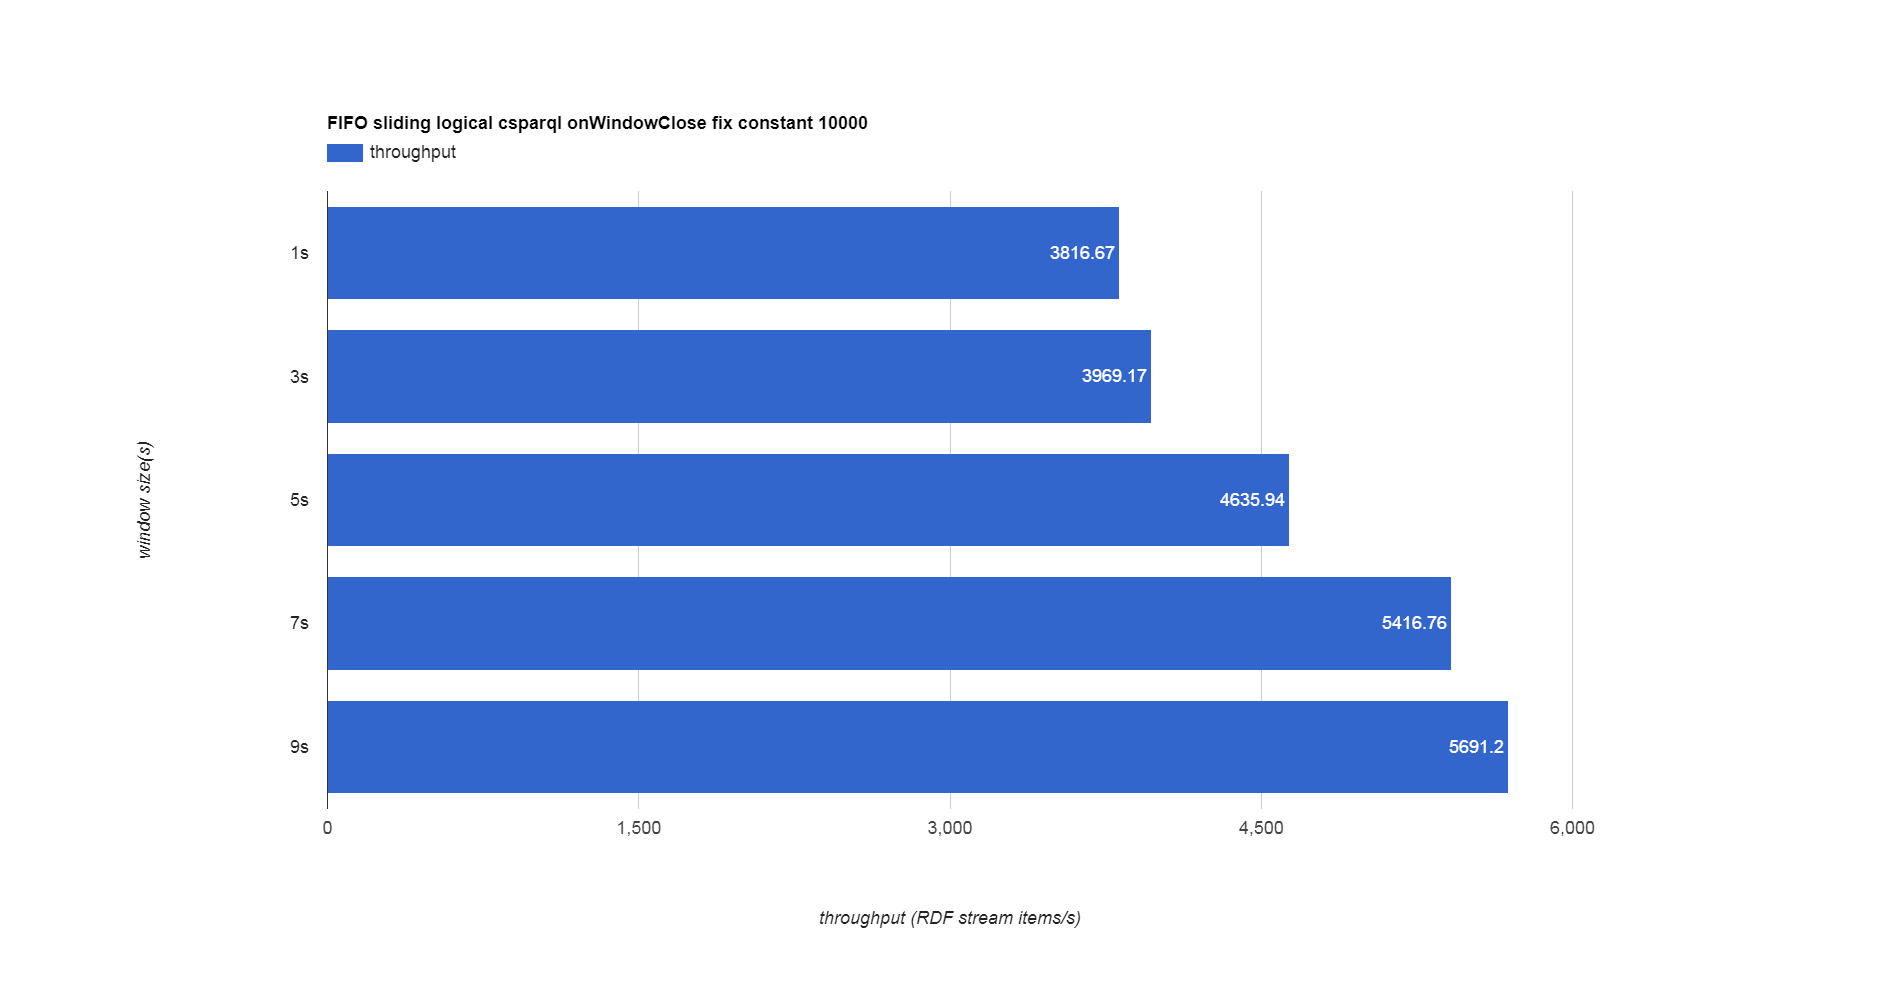 FIFO sliding logical csparql onWindowClose fix constant 10000
throughput
1s
3816.67
3s
3969.17
5s
4635.94
7s
5416.76
9s
5691.2
window size(s)
0 1,500 3,000 4,500 6,000
throughput (RDF stream items/s)